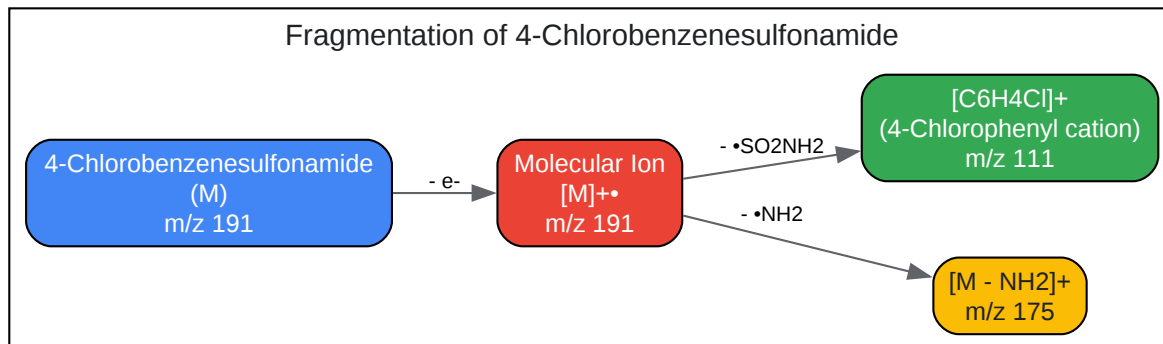 Fragmentation of 4-Chlorobenzenesulfonamide
4-Chlorobenzenesulfonamide
(M)
m/z 191
- e-
Molecular Ion
[M]+•
m/z 191
- •SO2NH2
[C6H4Cl]+
(4-Chlorophenyl cation)
m/z 111
- •NH2
[M - NH2]+
m/z 175